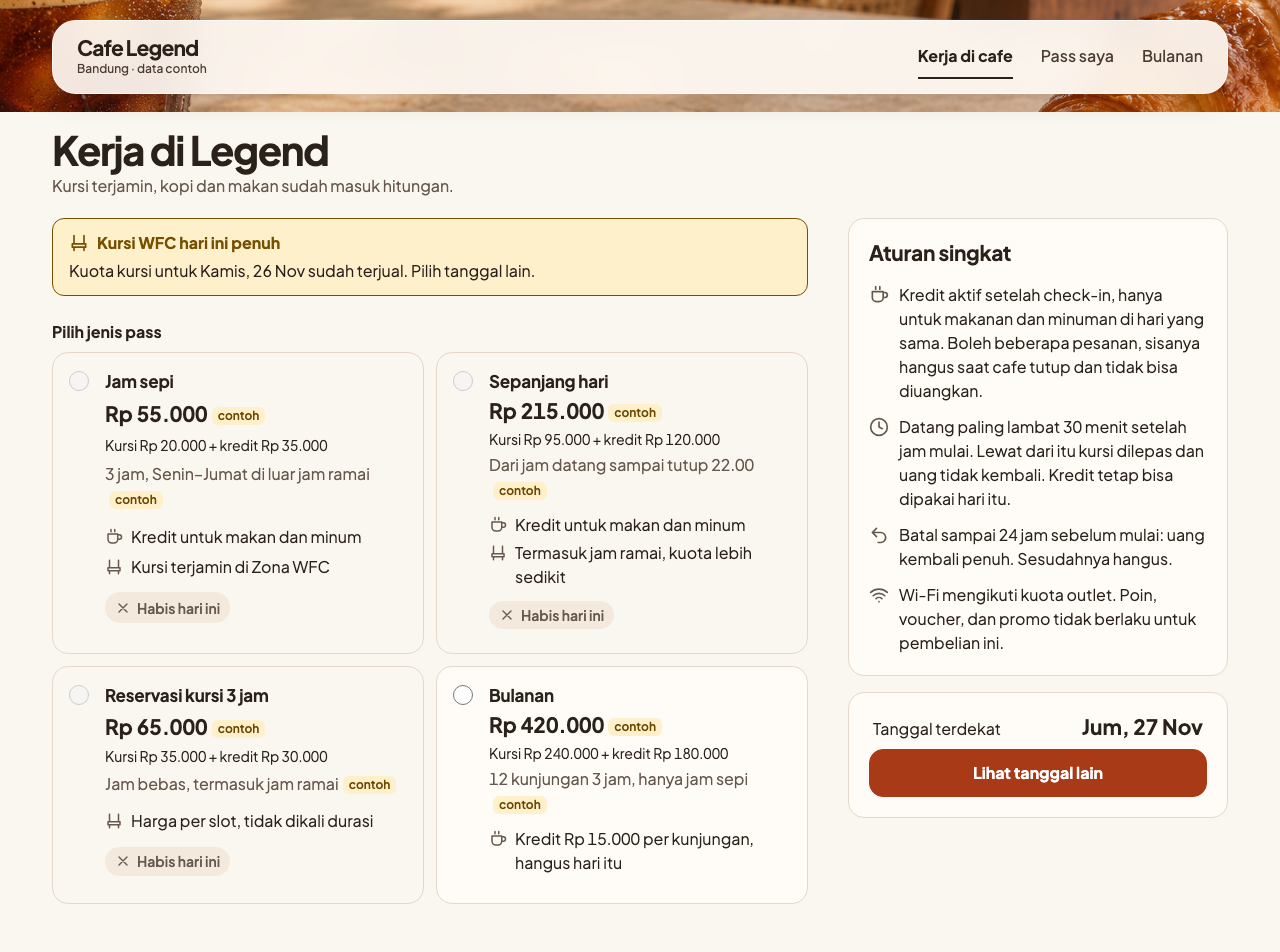 Cafe Legend
Bandung · data contoh
Kerja di cafe
Pass saya
Bulanan
Kerja di Legend
Kursi terjamin, kopi dan makan sudah masuk hitungan.
Kursi WFC hari ini penuh
Kuota kursi untuk Kamis, 26 Nov sudah terjual. Pilih tanggal lain.
Pilih jenis pass
Jam sepi
Rp 55.000 contoh
Kursi Rp 20.000 + kredit Rp 35.000
3 jam, Senin–Jumat di luar jam ramai
contoh
Kredit untuk makan dan minum
Kursi terjamin di Zona WFC
Habis hari ini
Sepanjang hari
Rp 215.000 contoh
Kursi Rp 95.000 + kredit Rp 120.000
Dari jam datang sampai tutup 22.00
contoh
Kredit untuk makan dan minum
Termasuk jam ramai, kuota lebih
sedikit
Habis hari ini
Reservasi kursi 3 jam
Rp 65.000 contoh
Kursi Rp 35.000 + kredit Rp 30.000
Jam bebas, termasuk jam ramai contoh
Harga per slot, tidak dikali durasi
Habis hari ini
Bulanan
Rp 420.000 contoh
Kursi Rp 240.000 + kredit Rp 180.000
12 kunjungan 3 jam, hanya jam sepi
contoh
Kredit Rp 15.000 per kunjungan,
hangus hari itu
Aturan singkat
Kredit aktif setelah check-in, hanya
untuk makanan dan minuman di hari yang
sama. Boleh beberapa pesanan, sisanya
hangus saat cafe tutup dan tidak bisa
diuangkan.
Datang paling lambat 30 menit setelah
jam mulai. Lewat dari itu kursi dilepas dan
uang tidak kembali. Kredit tetap bisa
dipakai hari itu.
Batal sampai 24 jam sebelum mulai: uang
kembali penuh. Sesudahnya hangus.
Wi-Fi mengikuti kuota outlet. Poin,
voucher, dan promo tidak berlaku untuk
pembelian ini.
Tanggal terdekat
Jum, 27 Nov
Lihat tanggal lain